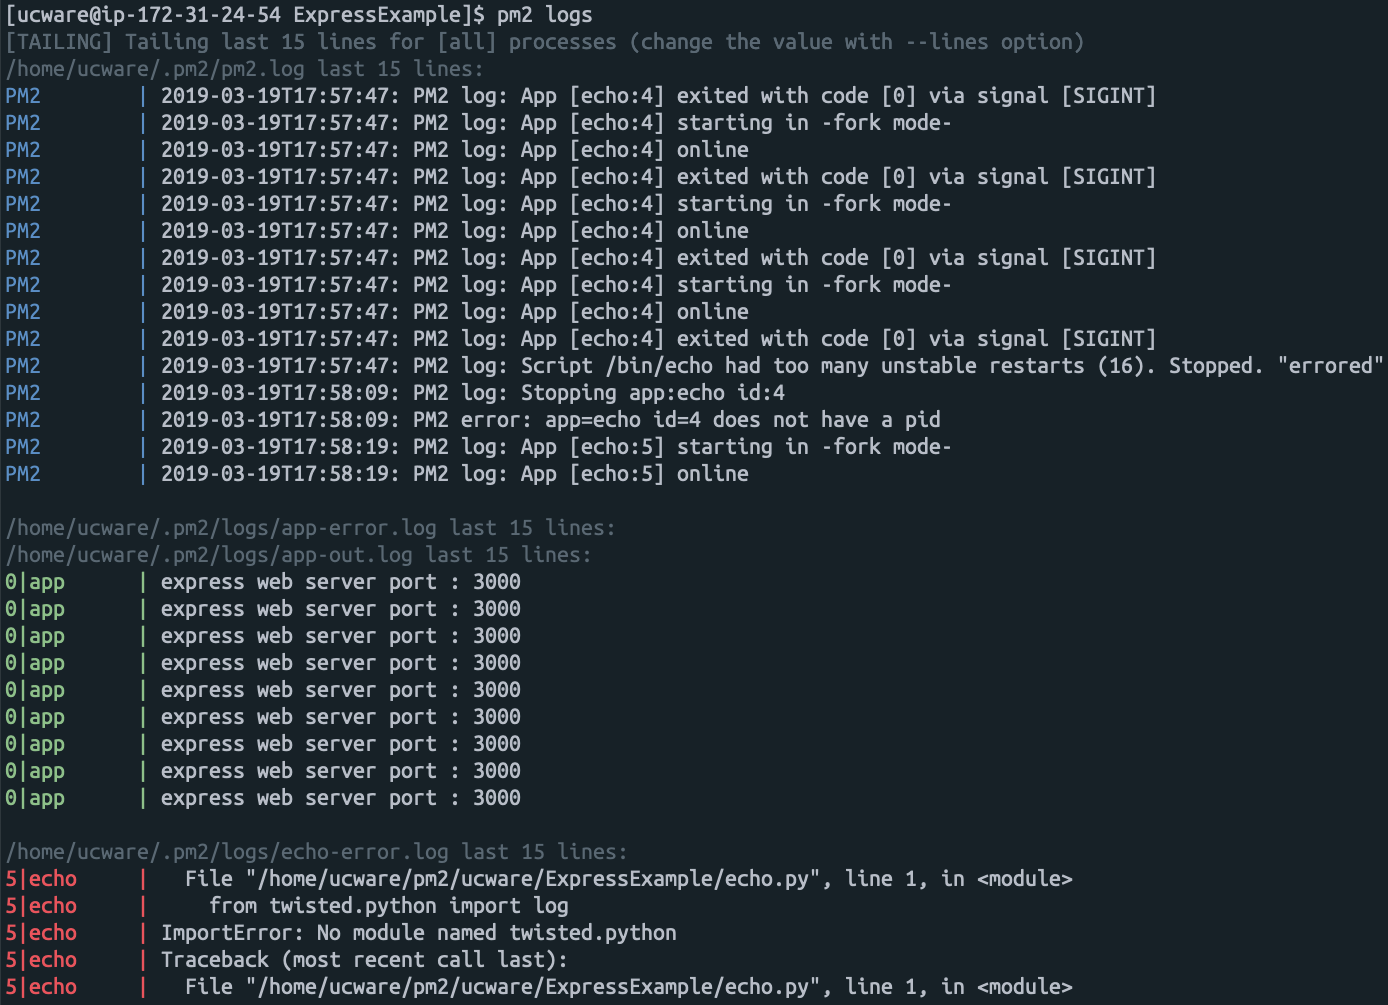 [ucware@ip-172-31-24-54 ExpressExample]$ pm2 logs
[TAILING] Tailing last 15 lines for [all] processes (change the value with --lines option)
/home/ucware/.pm2/pm2.log last 15 lines:
PM2        | 2019-03-19T17:57:47: PM2 log: App [echo:4] exited with code [0] via signal [SIGINT]
PM2        | 2019-03-19T17:57:47: PM2 log: App [echo:4] starting in -fork mode-
PM2        | 2019-03-19T17:57:47: PM2 log: App [echo:4] online
PM2        | 2019-03-19T17:57:47: PM2 log: App [echo:4] exited with code [0] via signal [SIGINT]
PM2        | 2019-03-19T17:57:47: PM2 log: App [echo:4] starting in -fork mode-
PM2        | 2019-03-19T17:57:47: PM2 log: App [echo:4] online
PM2        | 2019-03-19T17:57:47: PM2 log: App [echo:4] exited with code [0] via signal [SIGINT]
PM2        | 2019-03-19T17:57:47: PM2 log: App [echo:4] starting in -fork mode-
PM2        | 2019-03-19T17:57:47: PM2 log: App [echo:4] online
PM2        | 2019-03-19T17:57:47: PM2 log: App [echo:4] exited with code [0] via signal [SIGINT]
PM2        | 2019-03-19T17:57:47: PM2 log: Script /bin/echo had too many unstable restarts (16). Stopped. "errored"
PM2        | 2019-03-19T17:58:09: PM2 log: Stopping app:echo id:4
PM2        | 2019-03-19T17:58:09: PM2 error: app=echo id=4 does not have a pid
PM2        | 2019-03-19T17:58:19: PM2 log: App [echo:5] starting in -fork mode-
PM2        | 2019-03-19T17:58:19: PM2 log: App [echo:5] online

/home/ucware/.pm2/logs/app-error.log last 15 lines:
/home/ucware/.pm2/logs/app-out.log last 15 lines:
0|app      | express web server port : 3000
0|app      | express web server port : 3000
0|app      | express web server port : 3000
0|app      | express web server port : 3000
0|app      | express web server port : 3000
0|app      | express web server port : 3000
0|app      | express web server port : 3000
0|app      | express web server port : 3000
0|app      | express web server port : 3000

/home/ucware/.pm2/logs/echo-error.log last 15 lines:
5|echo     |   File "/home/ucware/pm2/ucware/ExpressExample/echo.py", line 1, in <module>
5|echo     |     from twisted.python import log
5|echo     | ImportError: No module named twisted.python
5|echo     | Traceback (most recent call last):
5|echo     |   File "/home/ucware/pm2/ucware/ExpressExample/echo.py", line 1, in <module>